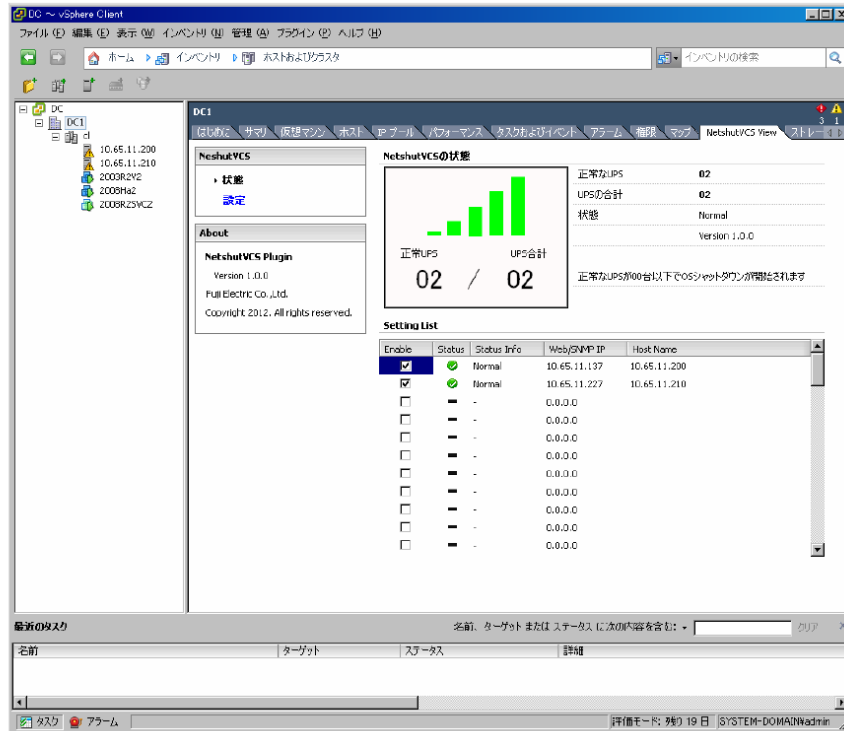 DC ～ vSphere Client
ファイル (F) 編集 (E) 表示 (W) インベントリ (N) 管理 (A) プラグイン (P) ヘルプ (H)
ホーム インベントリ ホストおよびクラスタ インベントリの検索
DC
DC1
cl
10.65.11.200
10.65.11.210
2003R2V2
2008Ha2
2008R2SVC2
DC1
3 1
はじめに サマリ 仮想マシン ホスト IP プール パフォーマンス タスクおよびイベント アラーム 権限 マップ NetshutVCS View ストレー
NeshutVCS
状態
設定
About
NetshutVCS Plugin
Version 1.0.0
Fuji Electric Co.,Ltd.
Copyright 2012. All rights reserved.
NetshutVCSの状態
正常UPS UPS合計
02 / 02
正常なUPS 02
UPSの合計 02
状態 Normal
Version 1.0.0
正常なUPSが00台以下でOSシャットダウンが開始されます
Setting List
Enable Status Status Info Web/SNMP IP Host Name
Normal 10.65.11.137 10.65.11.200
Normal 10.65.11.227 10.65.11.210
- 0.0.0.0
- 0.0.0.0
- 0.0.0.0
- 0.0.0.0
- 0.0.0.0
- 0.0.0.0
- 0.0.0.0
- 0.0.0.0
- 0.0.0.0
最近のタスク 名前、ターゲット または ステータス に次の内容を含む: クリア ×
名前 ターゲット ステータス 詳細
タスク アラーム 評価モード: 残り 19 日 SYSTEM-DOMAIN¥admin